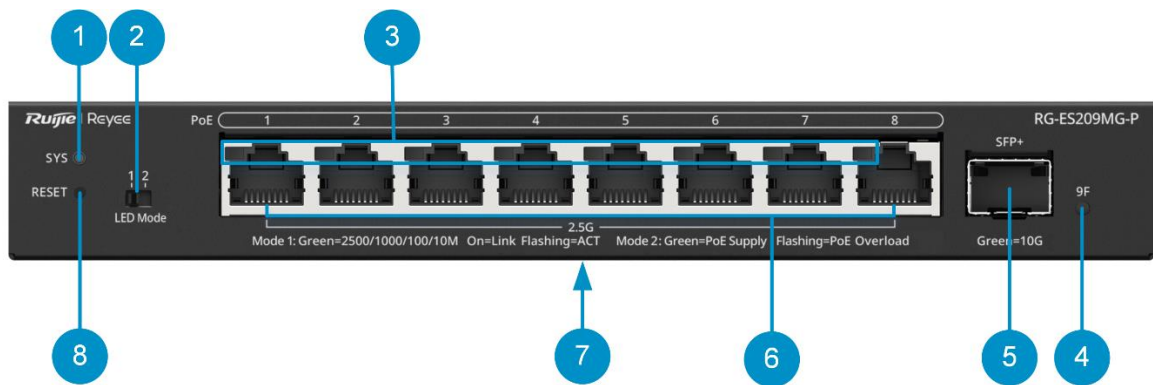 1 2 3
Ruijie Reyee
PoE 1 2 3 4 5 6 7 8
RG-ES209MG-P
SYS
SFP+
RESET
1 2
LED Mode
9F
2.5G
Mode 1: Green=2500/1000/100/10M On=Link Flashing=ACT Mode 2: Green=PoE Supply Flashing=PoE Overload
Green=10G
8 7 6 5 4